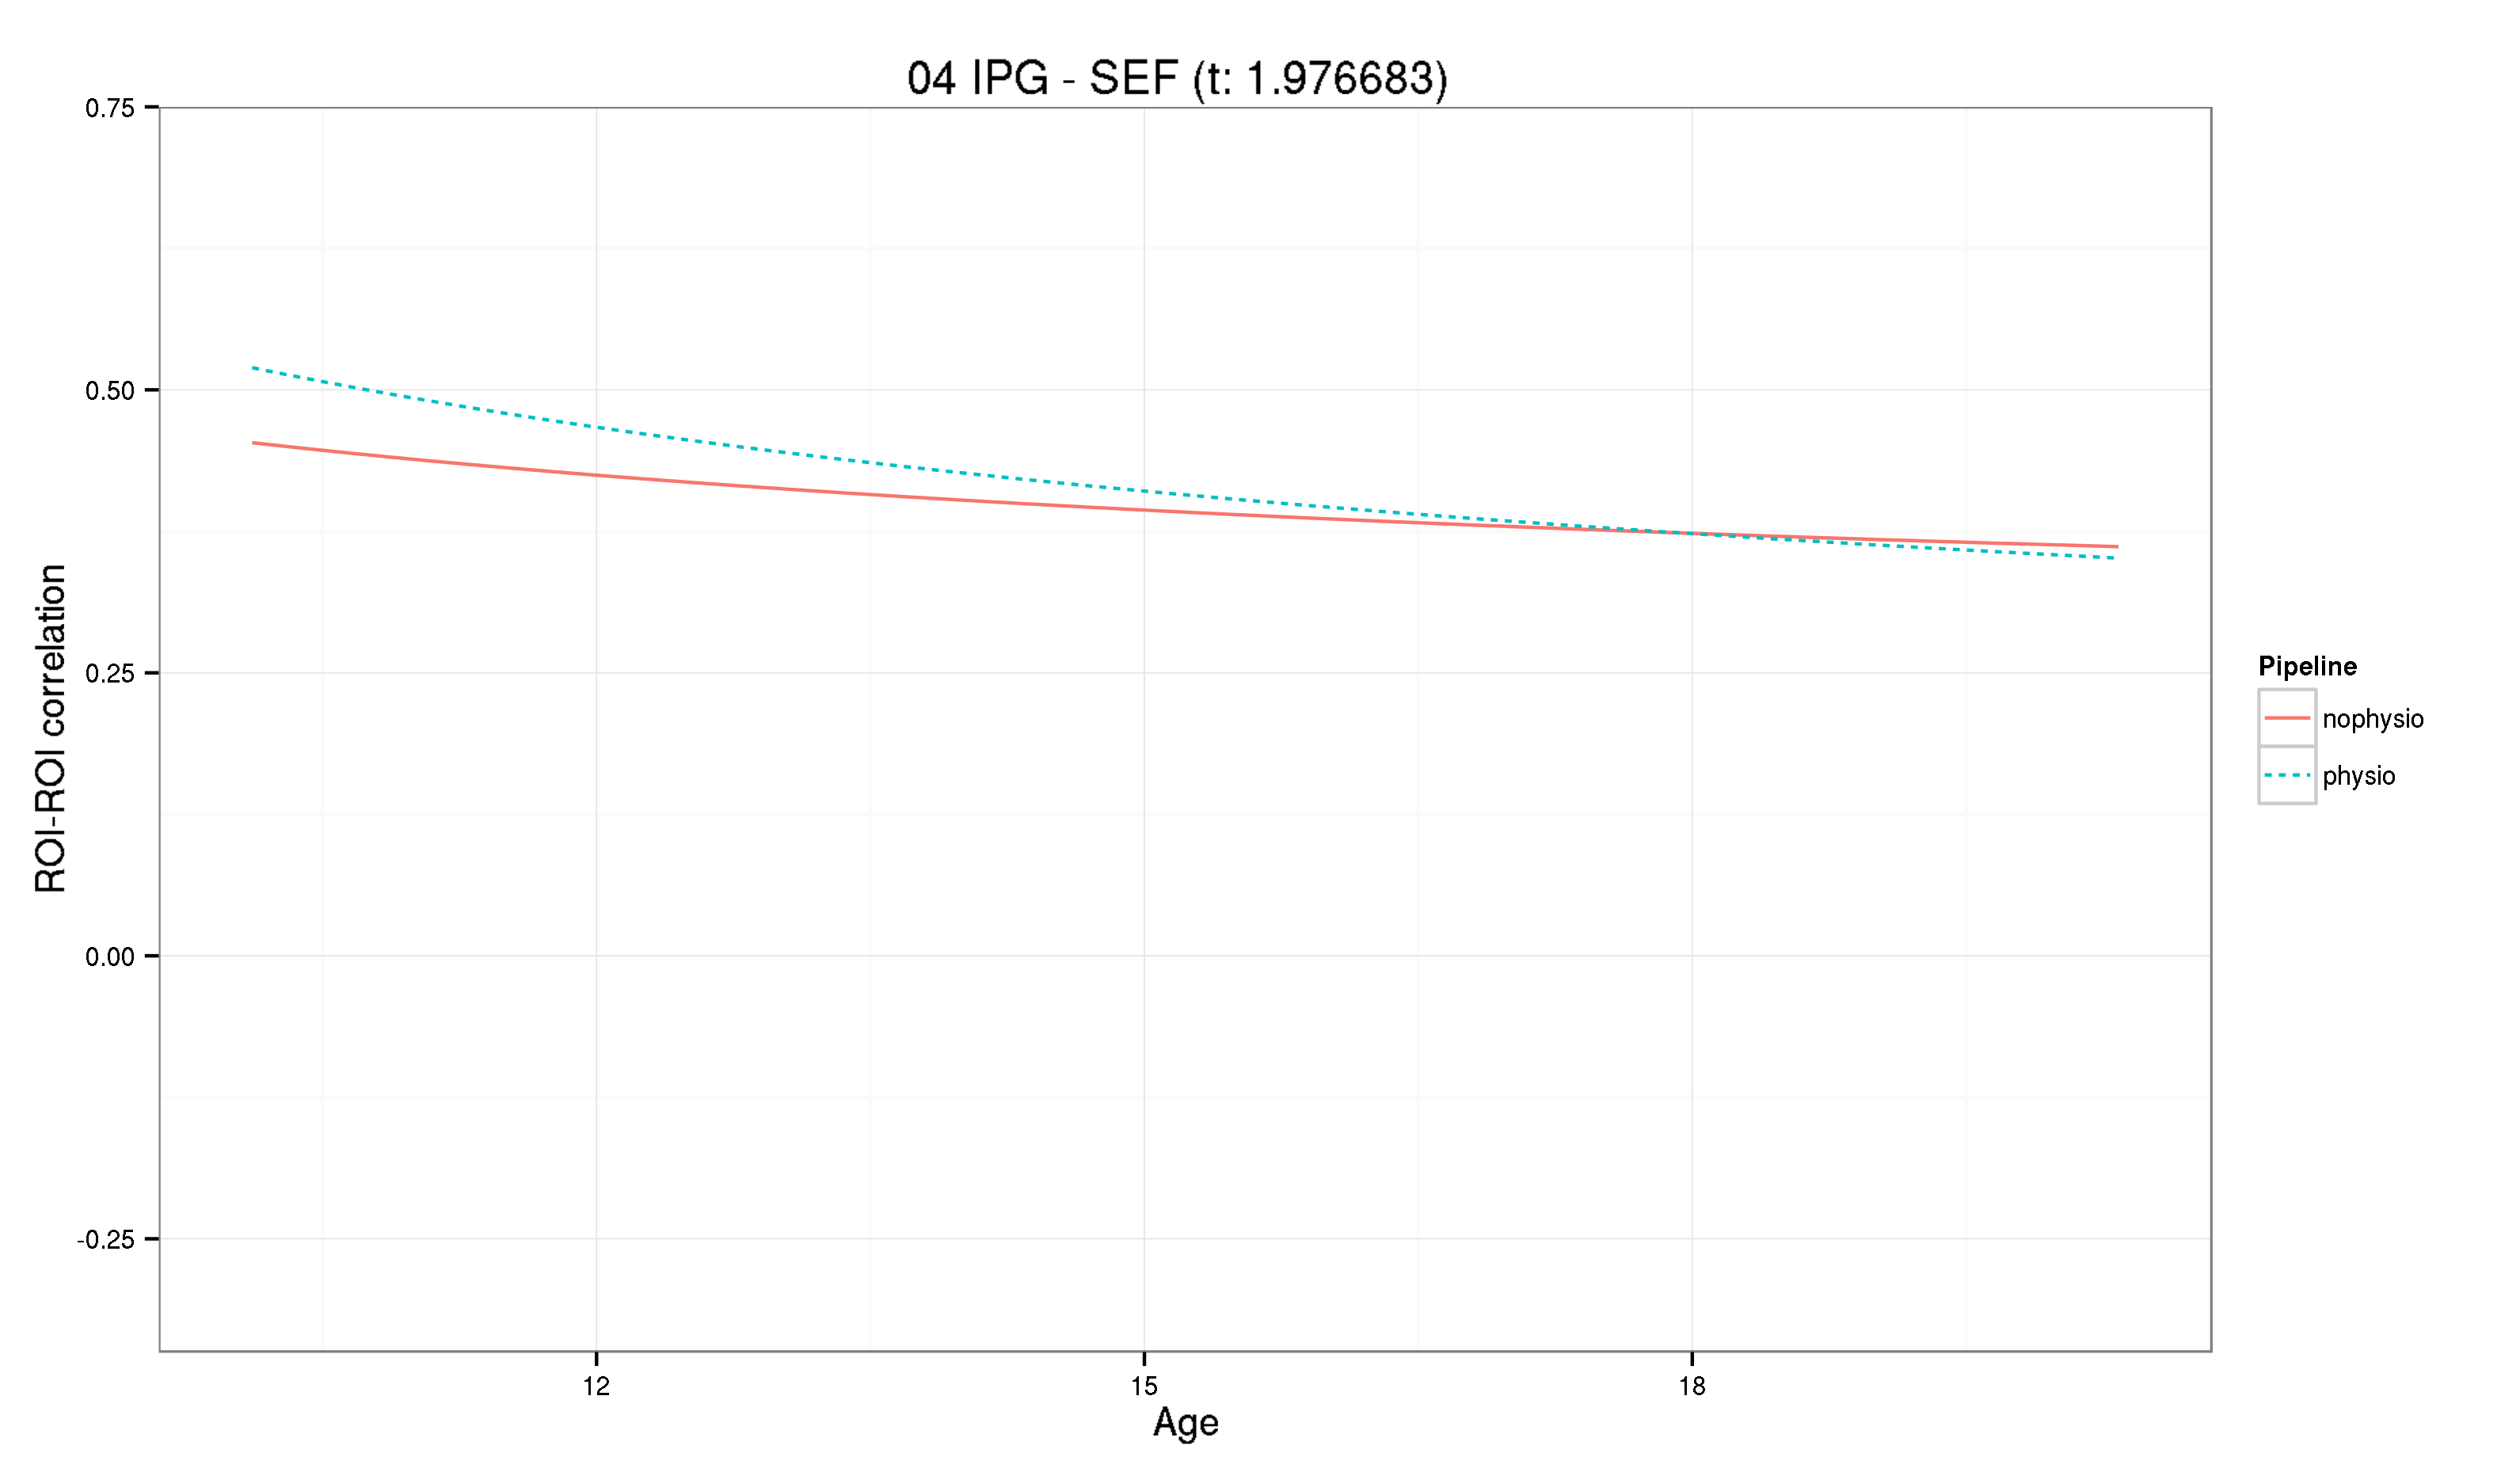 04 IPG - SEF (t: 1.976683)
0.75
0.50
0.25
0.00
-0.25
ROI-ROI correlation
12 15 18
Age
Pipeline
nophysio
physio